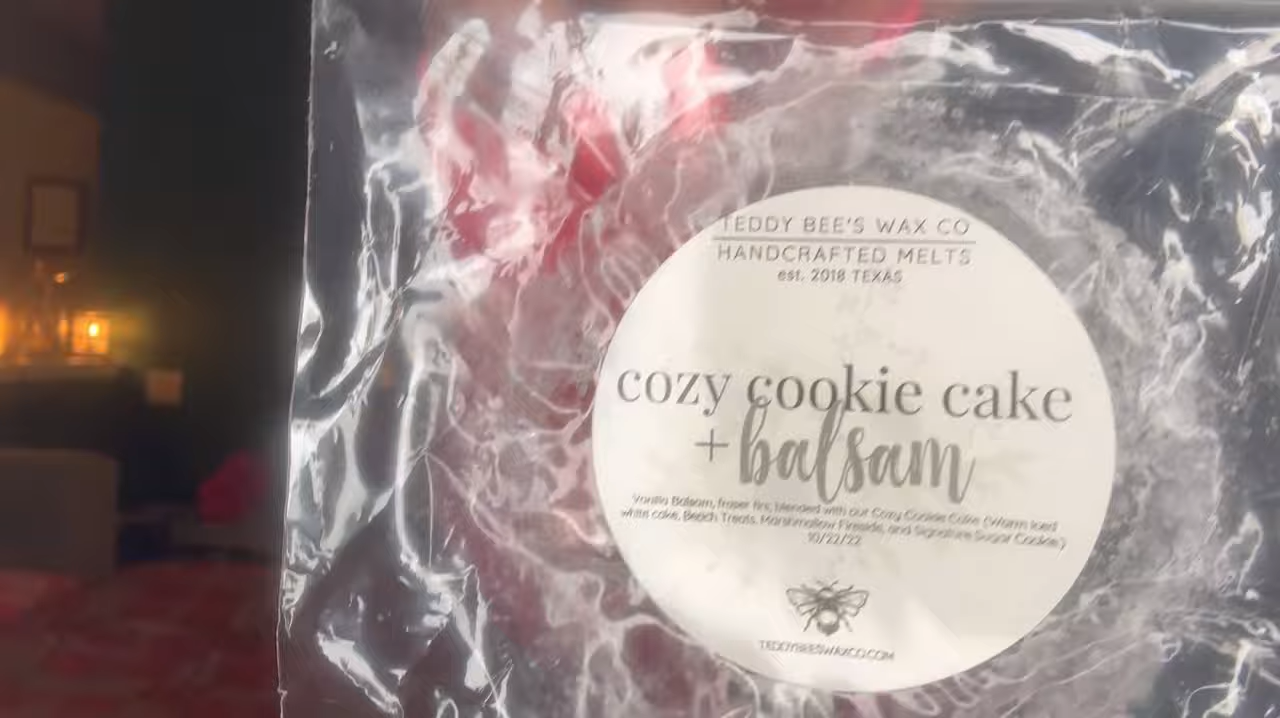 TEDDY BEE'S WAX CO
HANDCRAFTED MELTS
est. 2018 TEXAS
cozy cookie cake
+balsam
Vanilla Balsam, fraser firs, blended with our Cozy Cookie Cake (Warm iced
white cake, Beach Treats, Marshmallow Fireside, and Signature Sugar Cookie)
10/22/22
TEDDYBEESWAXCO.COM